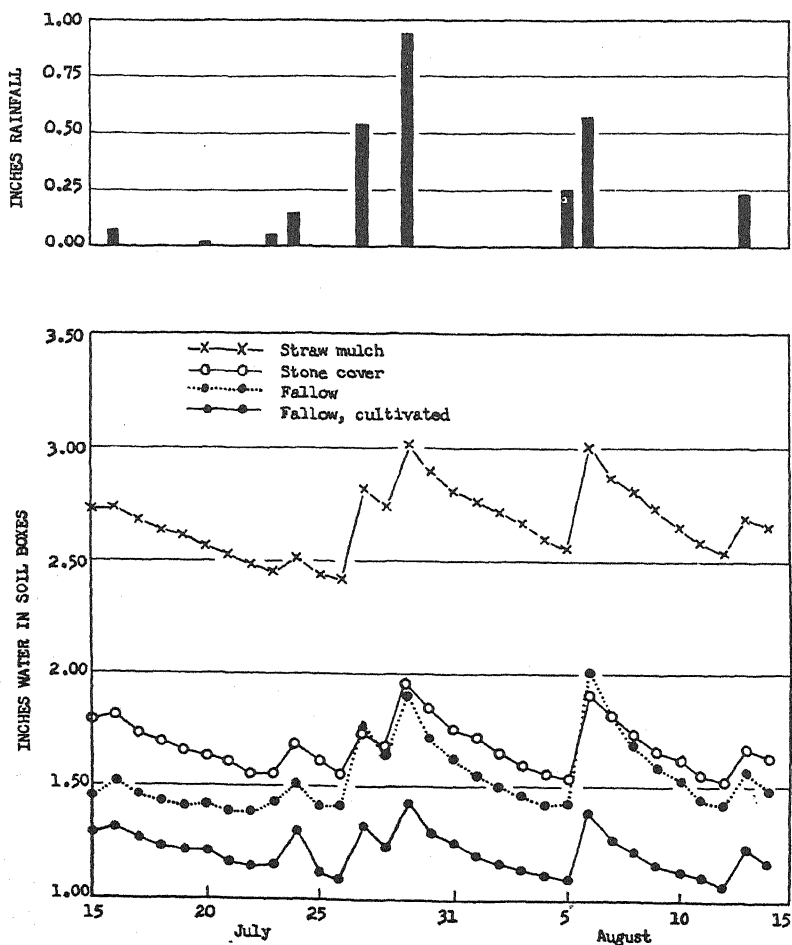 1.00
0.75
0.50
0.25
0.00
INCHES RAINFALL
3.50
3.00
2.50
2.00
1.50
1.00
INCHES WATER IN SOIL BOXES
Straw mulch
Stone cover
Fallow
Fallow, cultivated
15 20 25 31 5 10 15
July August